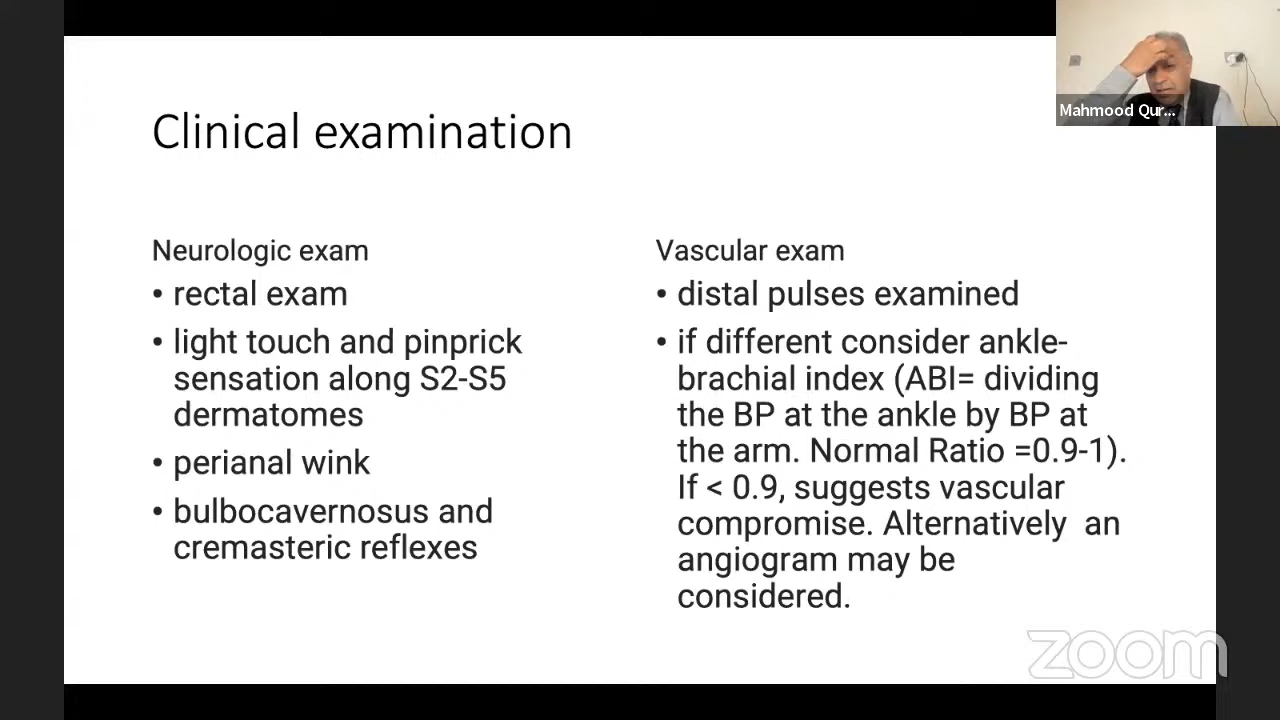 Mahmood Qur...
Clinical examination
Neurologic exam
• rectal exam
• light touch and pinprick
sensation along S2-S5
dermatomes
• perianal wink
• bulbocavernosus and
cremasteric reflexes
Vascular exam
• distal pulses examined
• if different consider ankle-
brachial index (ABI= dividing
the BP at the ankle by BP at
the arm. Normal Ratio =0.9-1).
If < 0.9, suggests vascular
compromise. Alternatively  an
angiogram may be
considered.
zoom